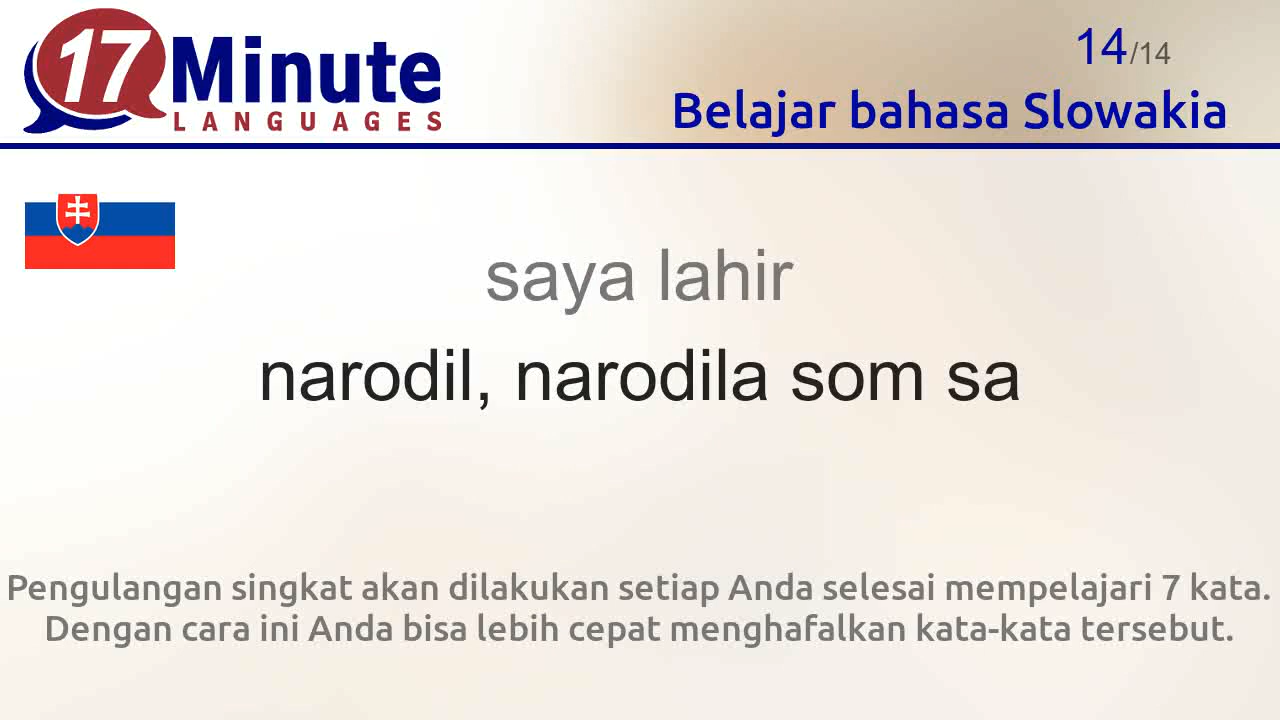 17 Minute
LANGUAGES
14/14
Belajar bahasa Slowakia
saya lahir
narodil, narodila som sa
Pengulangan singkat akan dilakukan setiap Anda selesai mempelajari 7 kata.
Dengan cara ini Anda bisa lebih cepat menghafalkan kata-kata tersebut.